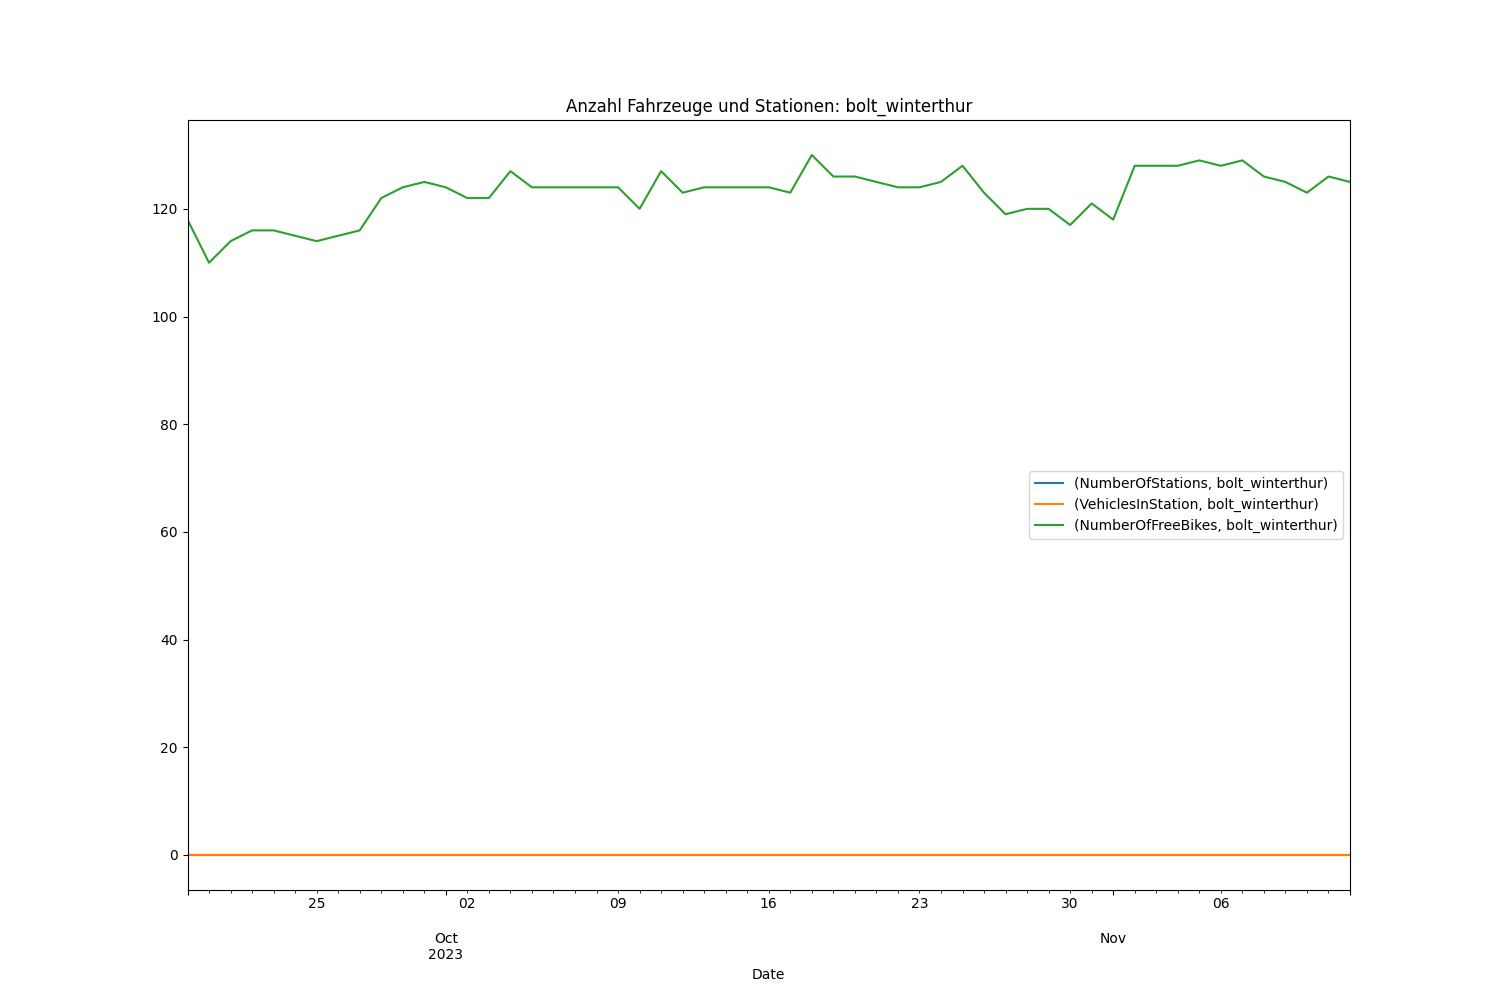 Anzahl Fahrzeuge und Stationen: bolt_winterthur
120
100
80
60
40
20
0
(NumberOfStations, bolt_winterthur)
(VehiclesInStation, bolt_winterthur)
(NumberOfFreeBikes, bolt_winterthur)
25 02 09 16 23 30 06
Oct Nov
2023
Date